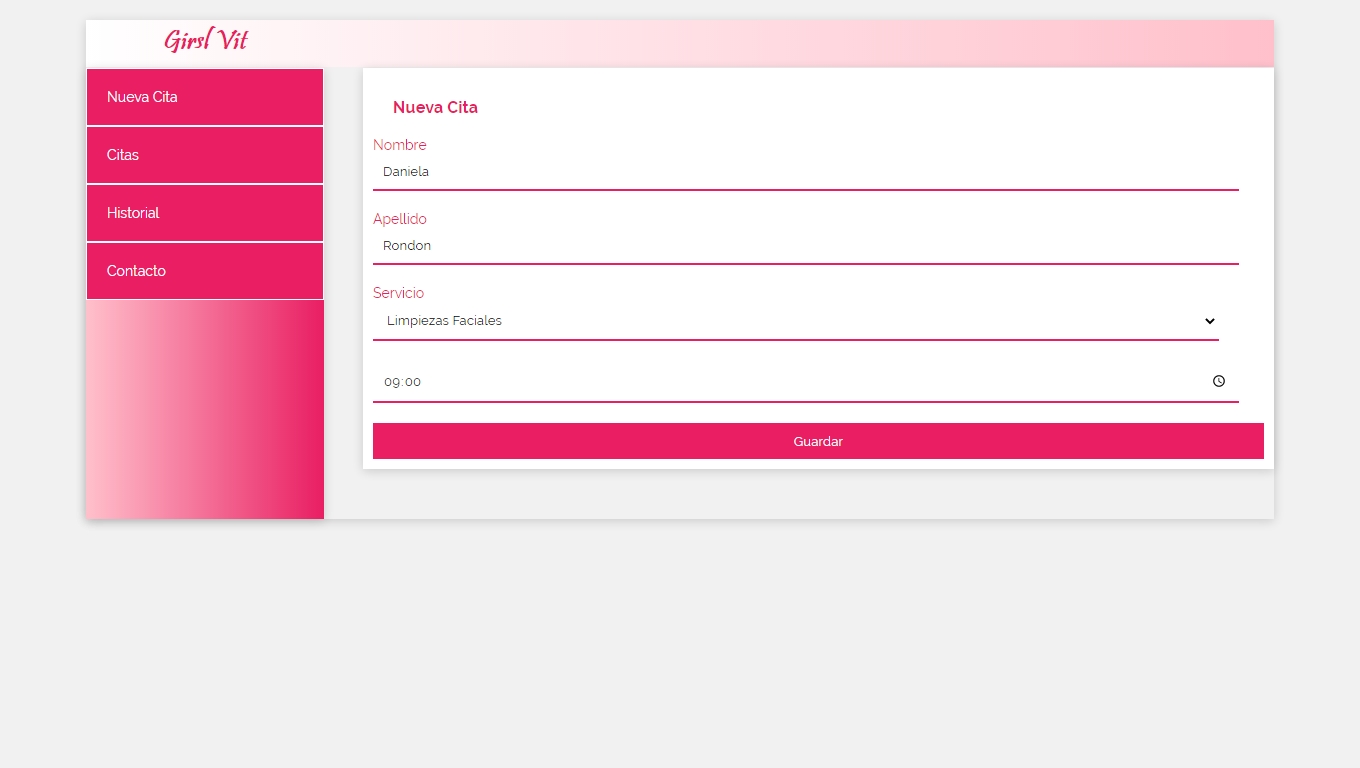 Girsl Vit
Nueva Cita
Citas
Historial
Contacto
Nueva Cita
Nombre
Daniela
Apellido
Rondon
Servicio
Limpiezas Faciales
09:00
Guardar